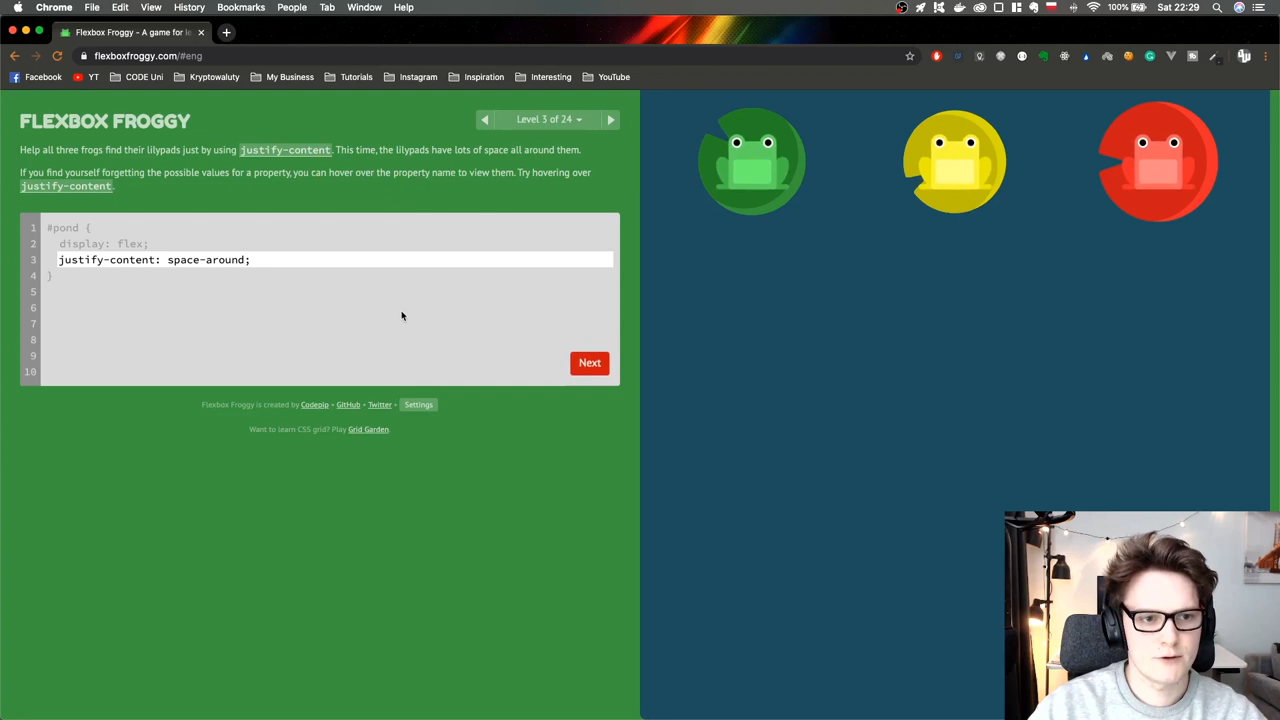 Chrome File Edit View History Bookmarks People Tab Window Help 100% Sat 22:29
Flexbox Froggy - A game for le
flexboxfroggy.com/#eng
Facebook YT CODE Uni Kryptowaluty My Business Tutorials Instagram Inspiration Interesting YouTube
FLEXBOX FROGGY
Level 3 of 24
Help all three frogs find their lilypads just by using justify-content. This time, the lilypads have lots of space all around them.
If you find yourself forgetting the possible values for a property, you can hover over the property name to view them. Try hovering over
justify-content.
1 #pond {
2 display: flex;
3 justify-content: space-around;
4 }
5
6
7
8
9
10
Next
Flexbox Froggy is created by Codepip • GitHub • Twitter • Settings
Want to learn CSS grid? Play Grid Garden.